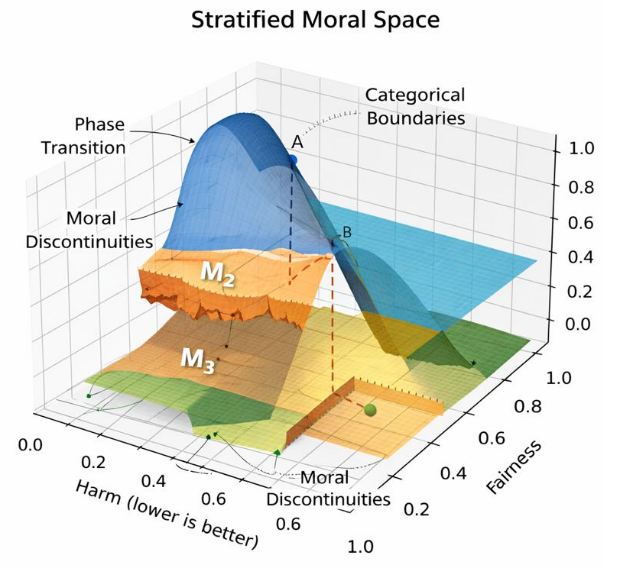 Stratified Moral Space
Categorical
Boundaries
Phase
Transition
A
1.0
0.8
Moral
Discontinuities
B
0.6
0.4
M₂
0.2
0.0
M₃
1.0
0.8
0.6
0.0
0.4
0.2
Fairness
0.4
Moral
Discontinuities
0.6
0.2
0.6
Harm (lower is better)
1.0